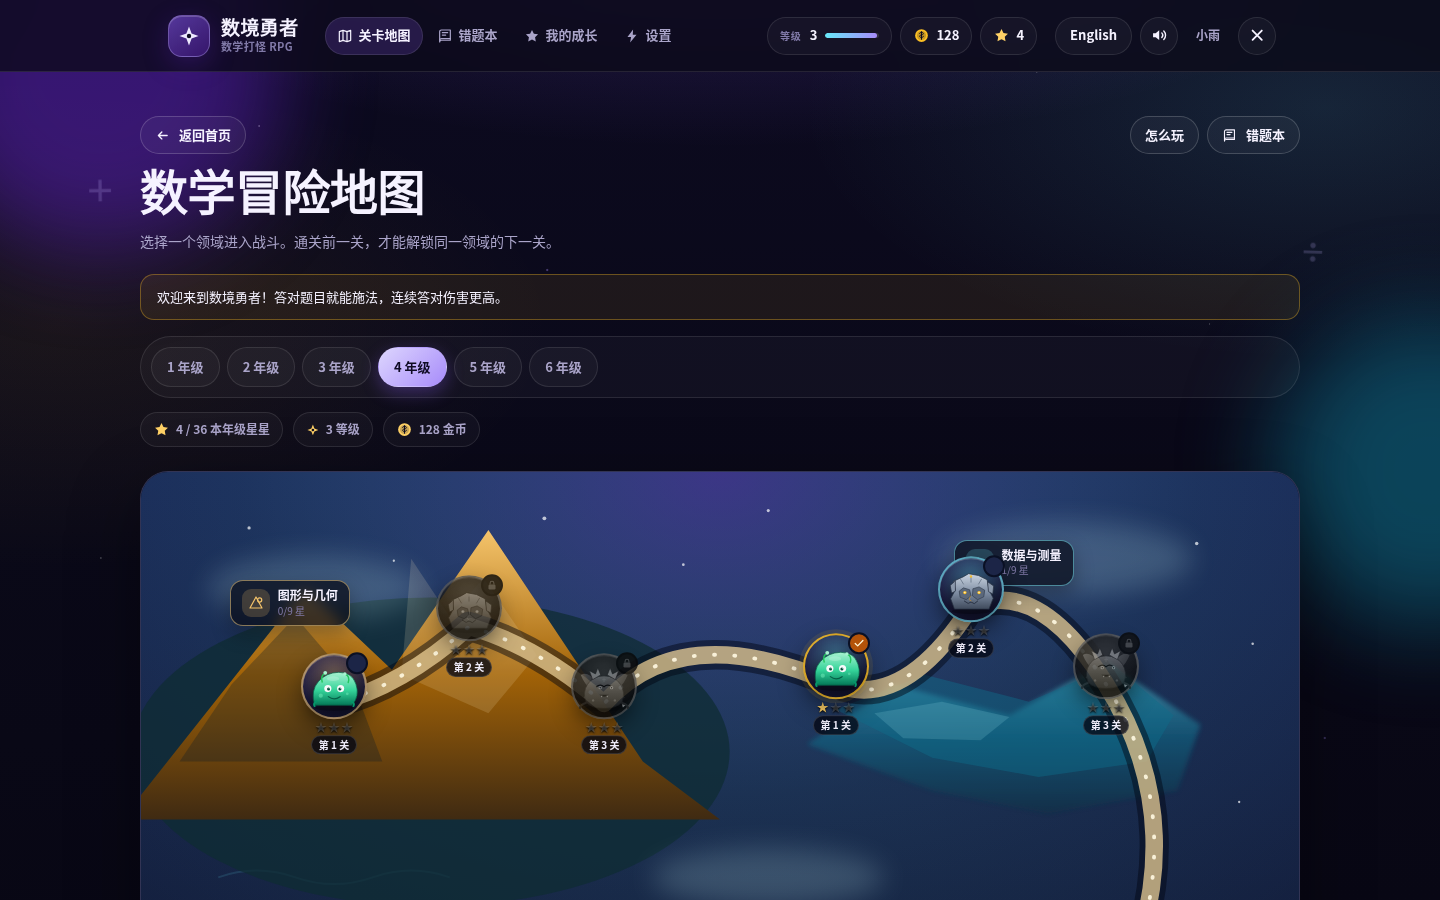 数境勇者
数学打怪 RPG
关卡地图
错题本
我的成长
设置
等级 3
128
4
English
小雨
返回首页
怎么玩
错题本
数学冒险地图
选择一个领域进入战斗。通关前一关，才能解锁同一领域的下一关。
欢迎来到数境勇者！答对题目就能施法，连续答对伤害更高。
1 年级
2 年级
3 年级
4 年级
5 年级
6 年级
4 / 36 本年级星星
3 等级
128 金币
图形与几何
0/9 星
数据与测量
1/9 星
第 1 关
第 2 关
第 3 关
第 1 关
第 2 关
第 3 关